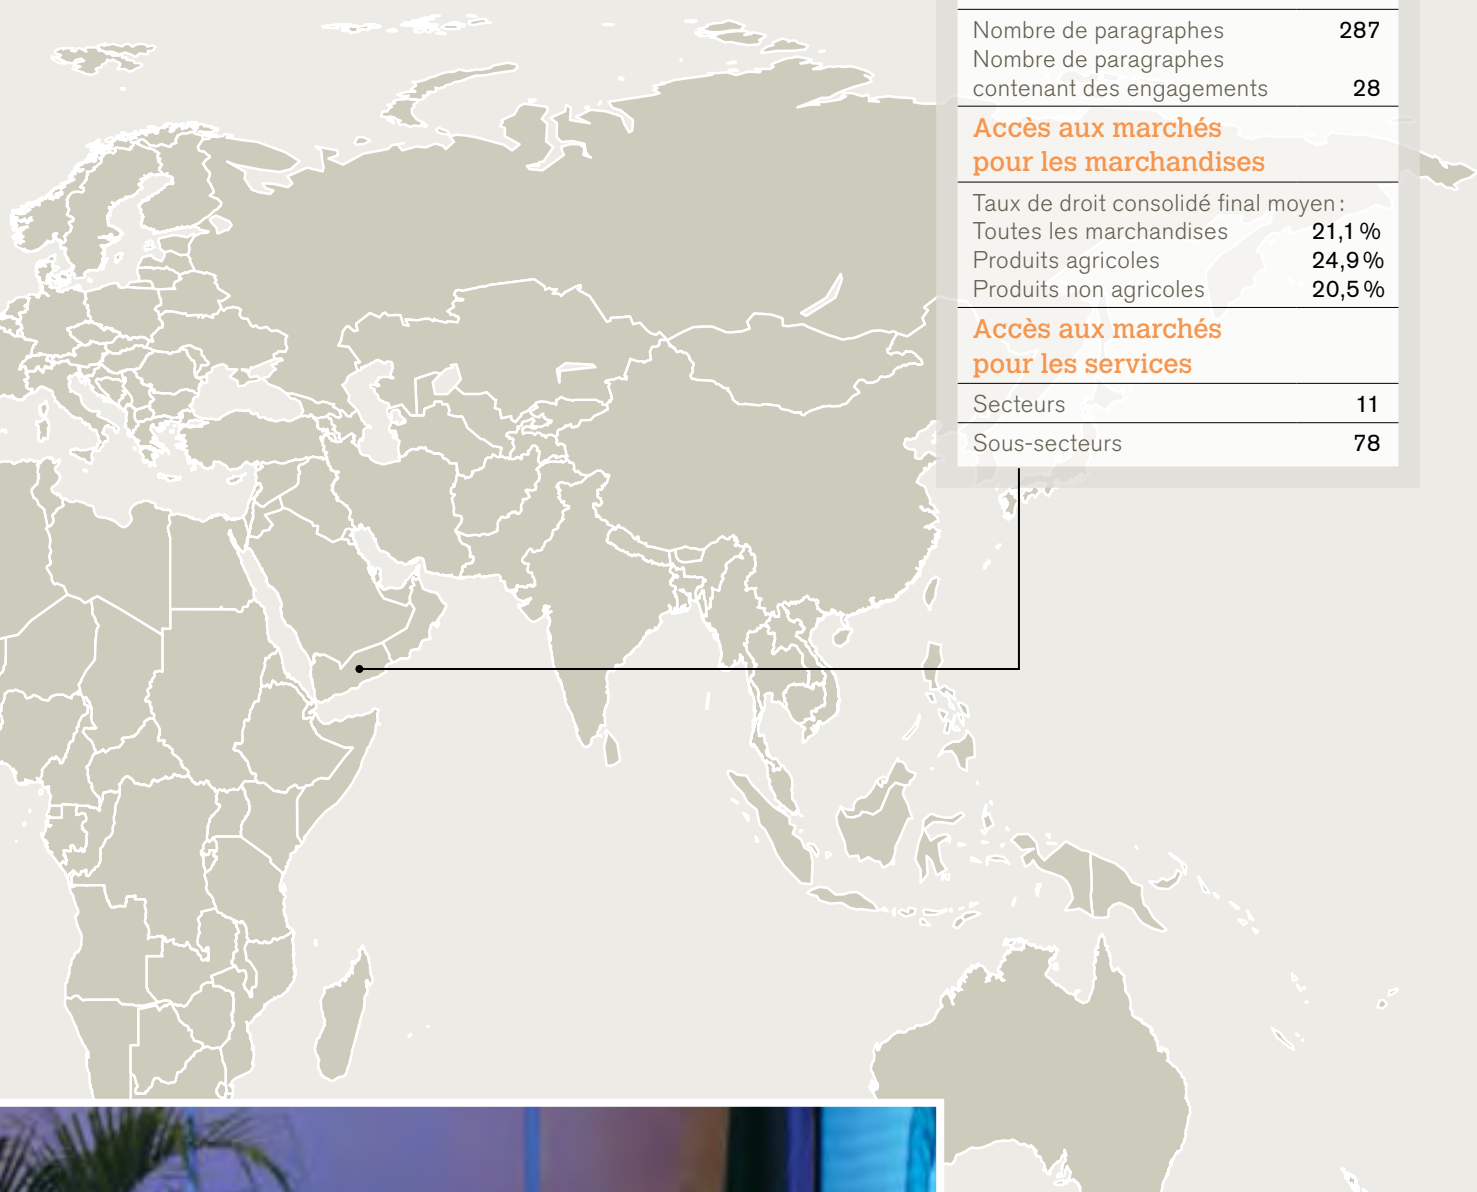 Nombre de paragraphes 287
Nombre de paragraphes
contenant des engagements 28
Accès aux marchés
pour les marchandises
Taux de droit consolidé final moyen :
Toutes les marchandises 21,1 %
Produits agricoles 24,9 %
Produits non agricoles 20,5 %
Accès aux marchés
pour les services
Secteurs 11
Sous-secteurs 78